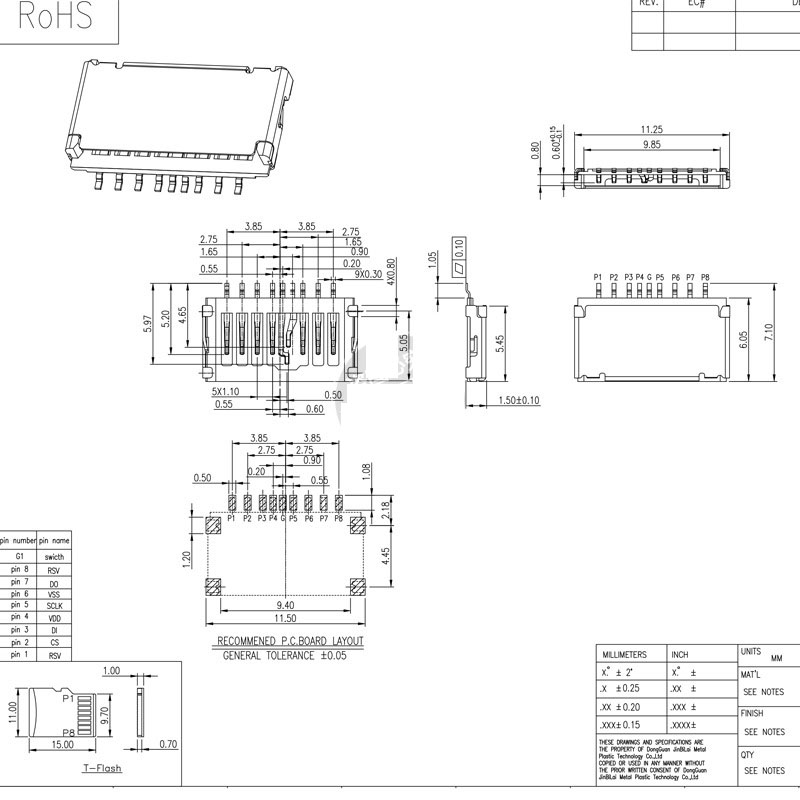 RoHS
REV.
EC#
11.25
9.85
0.80
0.60 +0.15 -0.1
3.85 3.85
2.75 2.75
1.65 1.65
0.90
0.55 0.20
9X0.30
4X0.80
5.97
5.20
4.65
5.05
5X1.10 0.50
0.55 0.60
1.05
0.10
5.45
1.50±0.10
P1 P2 P3 P4 G P5 P6 P7 P8
6.05
7.10
3.85 3.85
2.75 2.75
0.90
0.20
0.50 0.55
1.08
2.18
P1 P2 P3 P4 G P5 P6 P7 P8
1.20
4.45
9.40
11.50
RECOMMENED P.C.BOARD LAYOUT
GENERAL TOLERANCE ±0.05
pin number pin name
G1 swicth
pin 8 RSV
pin 7 DO
pin 6 VSS
pin 5 SCLK
pin 4 VDD
pin 3 DI
pin 2 CS
pin 1 RSV
1.00
P1
11.00
9.70
P8
15.00
0.70
T-Flash
MILLIMETERS INCH
X.° ± 2° X.° ±
.X ±0.25 .XX ±
.XX ±0.20 .XXX ±
.XXX±0.15 .XXXX±
THESE DRAWINGS AND SPECIFICATIONS ARE
THE PROPERTY OF DongGuan JinBiLai Metal
Plastic Technology Co.,Ltd
COPIED OR USED IN ANY MANNER WITHOUT
THE PRIOR WRITTEN CONSENT OF DongGuan
JinBiLai Metal Plastic Technology Co.,Ltd
UNITS
MM
MAT'L
SEE NOTES
FINISH
SEE NOTES
QTY
SEE NOTES